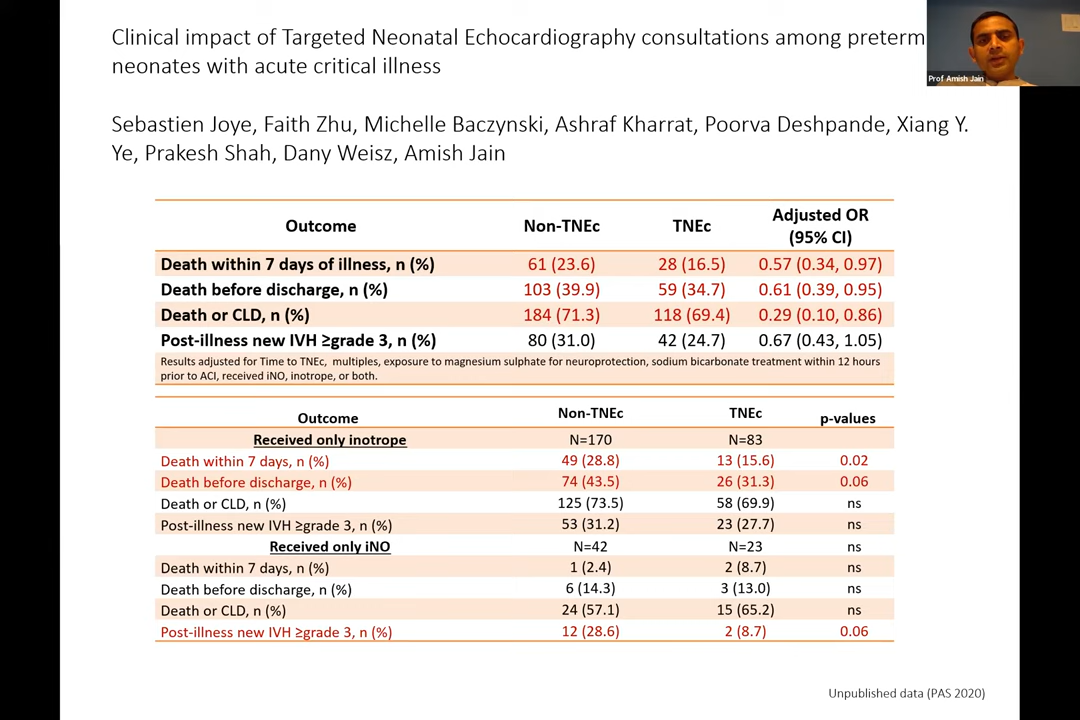 Clinical impact of Targeted Neonatal Echocardiography consultations among preterm
neonates with acute critical illness
Prof Amish Jain
Sebastien Joye, Faith Zhu, Michelle Baczynski, Ashraf Kharrat, Poorva Deshpande, Xiang Y.
Ye, Prakesh Shah, Dany Weisz, Amish Jain
Outcome Non-TNEc TNEc Adjusted OR (95% CI)
Death within 7 days of illness, n (%) 61 (23.6) 28 (16.5) 0.57 (0.34, 0.97)
Death before discharge, n (%) 103 (39.9) 59 (34.7) 0.61 (0.39, 0.95)
Death or CLD, n (%) 184 (71.3) 118 (69.4) 0.29 (0.10, 0.86)
Post-illness new IVH ≥grade 3, n (%) 80 (31.0) 42 (24.7) 0.67 (0.43, 1.05)
Results adjusted for Time to TNEc, multiples, exposure to magnesium sulphate for neuroprotection, sodium bicarbonate treatment within 12 hours
prior to ACI, received iNO, inotrope, or both.
Outcome Non-TNEc TNEc p-values
Received only inotrope N=170 N=83
Death within 7 days, n (%) 49 (28.8) 13 (15.6) 0.02
Death before discharge, n (%) 74 (43.5) 26 (31.3) 0.06
Death or CLD, n (%) 125 (73.5) 58 (69.9) ns
Post-illness new IVH ≥grade 3, n (%) 53 (31.2) 23 (27.7) ns
Received only iNO N=42 N=23 ns
Death within 7 days, n (%) 1 (2.4) 2 (8.7) ns
Death before discharge, n (%) 6 (14.3) 3 (13.0) ns
Death or CLD, n (%) 24 (57.1) 15 (65.2) ns
Post-illness new IVH ≥grade 3, n (%) 12 (28.6) 2 (8.7) 0.06
Unpublished data (PAS 2020)